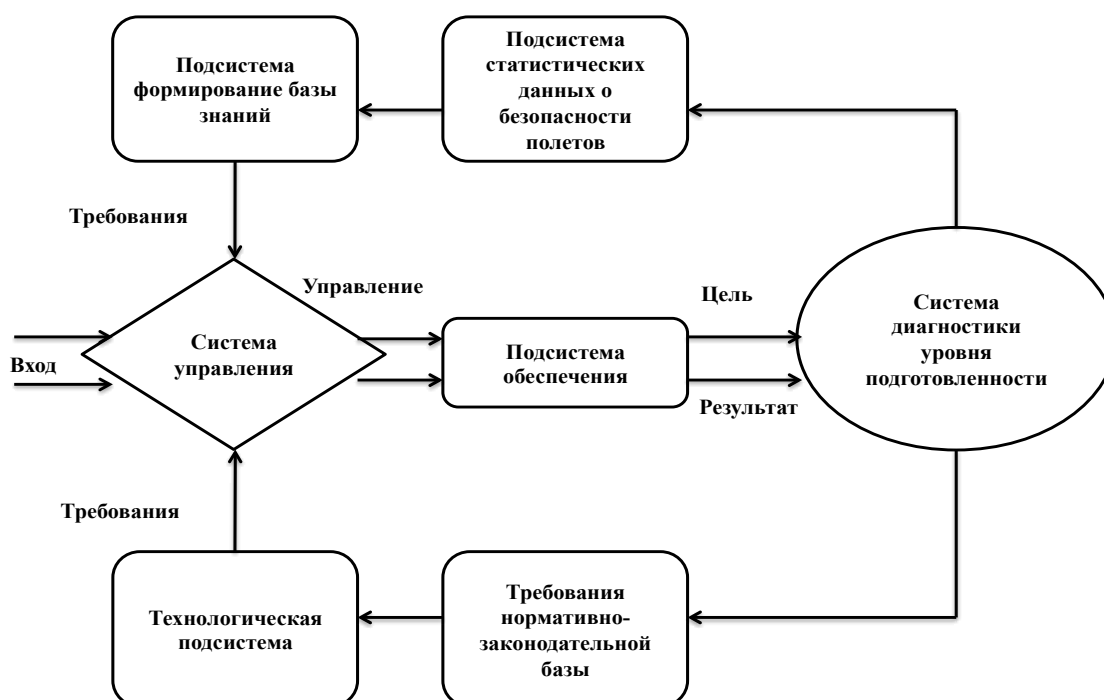 Подсистема
формирование базы
знаний
Подсистема
статистических
данных о
безопасности
полетов
Требования
Управление
Цель
Вход
Система
управления
Подсистема
обеспечения
Система
диагностики
уровня
подготовленности
Результат
Требования
Технологическая
подсистема
Требования
нормативно-
законодательной
базы